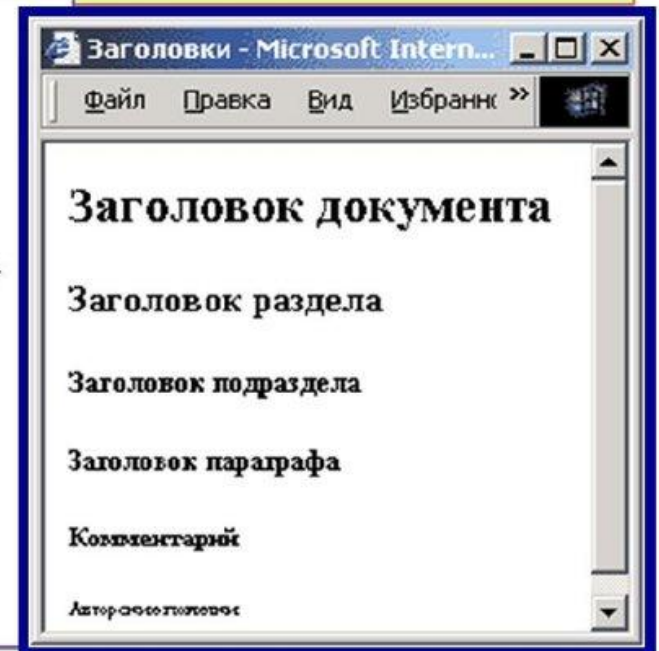 Заголовки - Microsoft Intern...
Файл Правка Вид Избранн »
Заголовок документа
Заголовок раздела
Заголовок подраздела
Заголовок параграфа
Комментарий